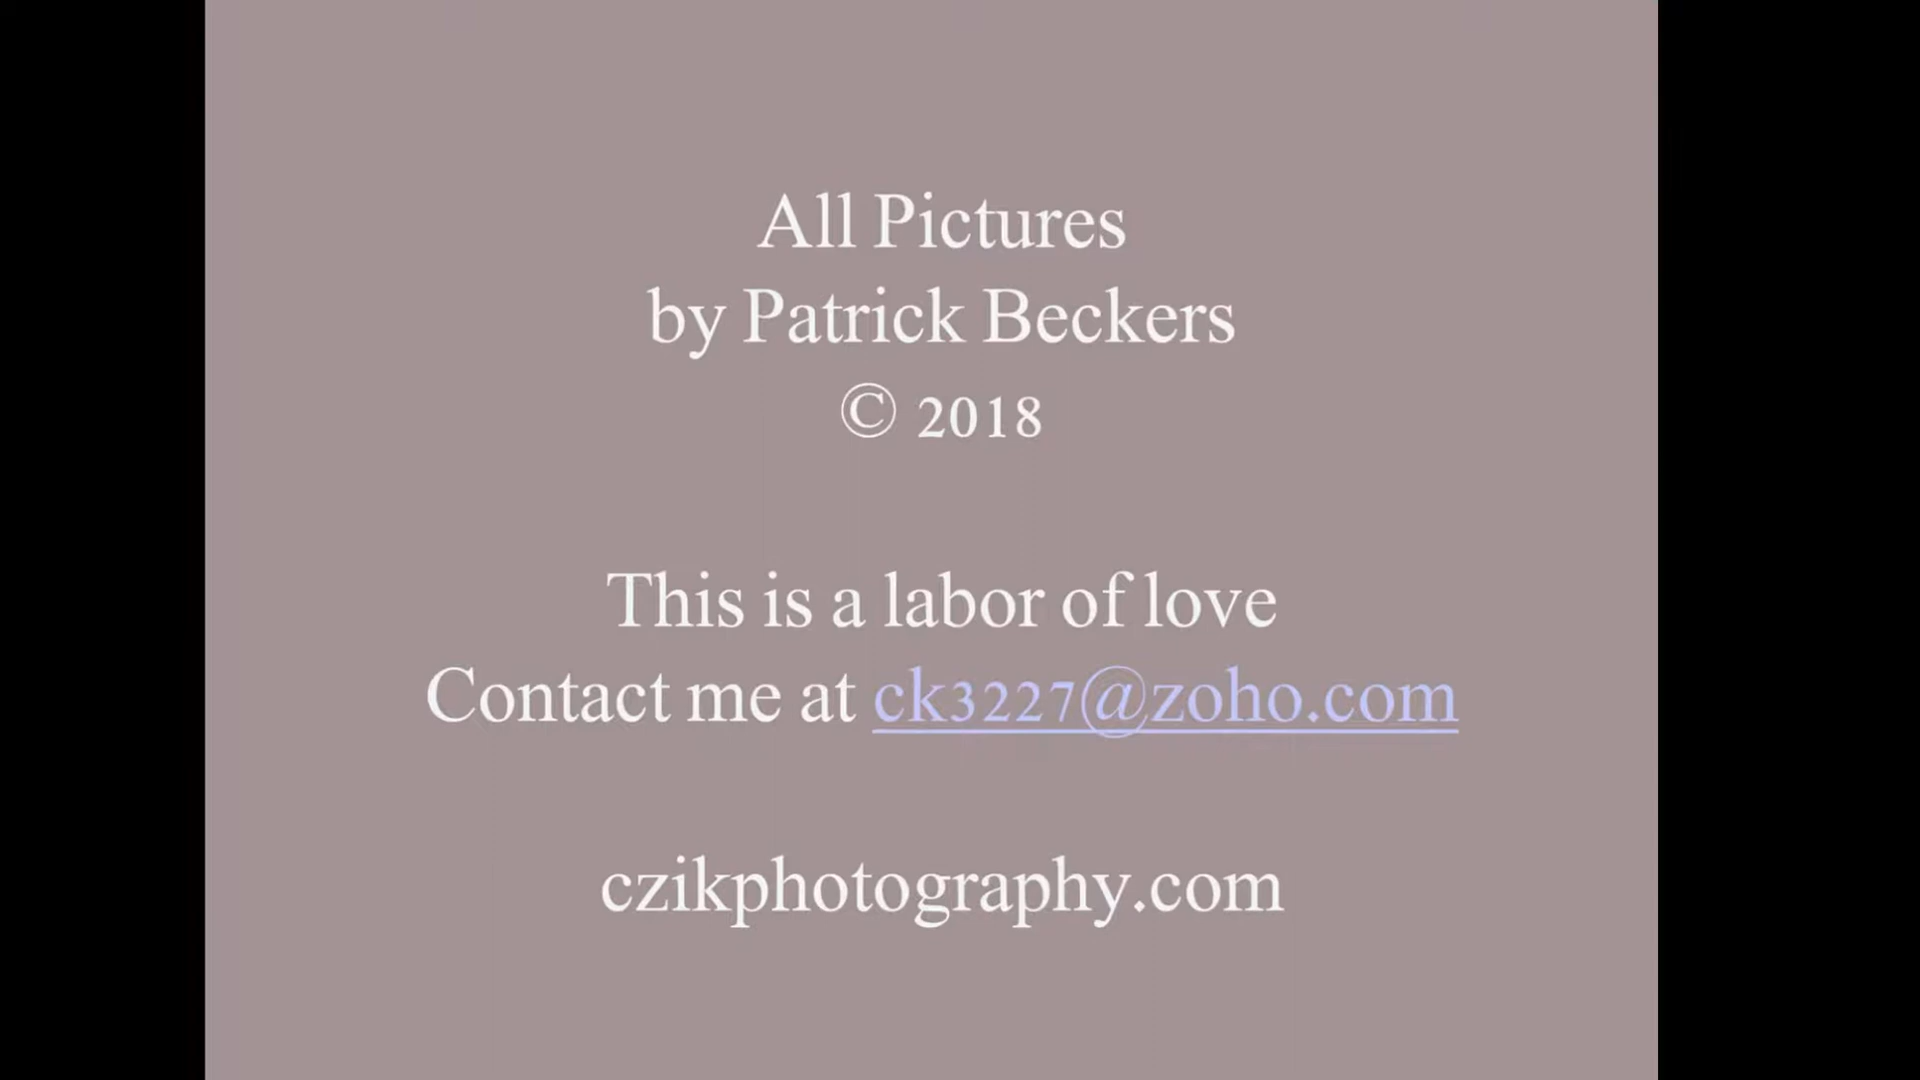 All Pictures
by Patrick Beckers
© 2018
This is a labor of love
Contact me at ck3227@zoho.com
czikphotography.com